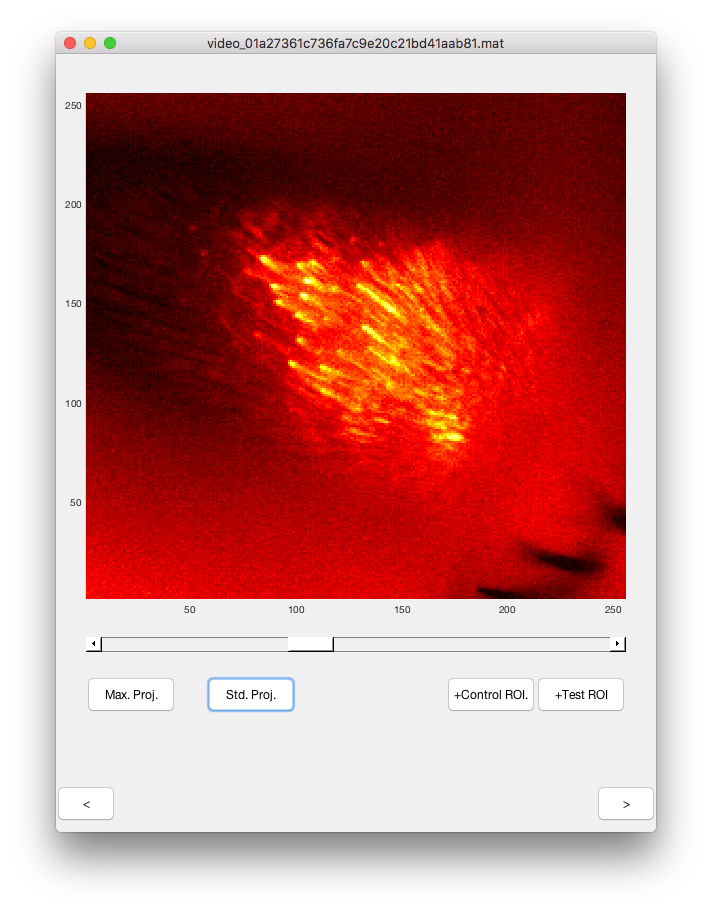 video_01a27361c736fa7c9e20c21bd41aab81.mat
250
200
150
100
50
50 100 150 200 250
Max. Proj. Std. Proj. +Control ROI. +Test ROI
< >